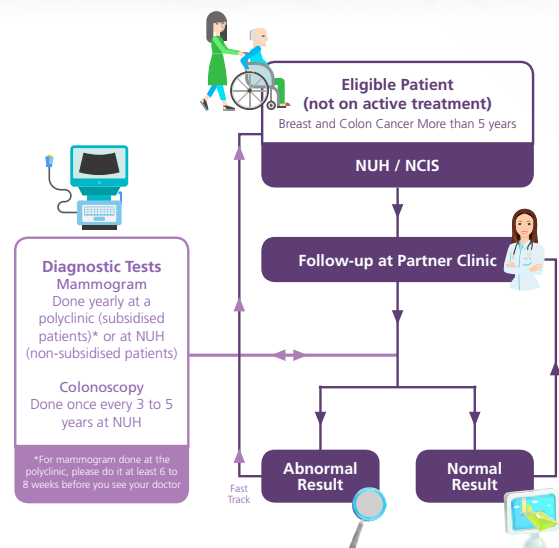 Eligible Patient
(not on active treatment)
Breast and Colon Cancer More than 5 years
NUH / NCIS
Follow-up at Partner Clinic
Diagnostic Tests
Mammogram
Done yearly at a
polyclinic (subsidised
patients)* or at NUH
(non-subsidised patients)
Colonoscopy
Done once every 3 to 5
years at NUH
*For mammogram done at the
polyclinic, please do it at least 6 to
8 weeks before you see your doctor
Fast
Track
Abnormal
Result
Normal
Result